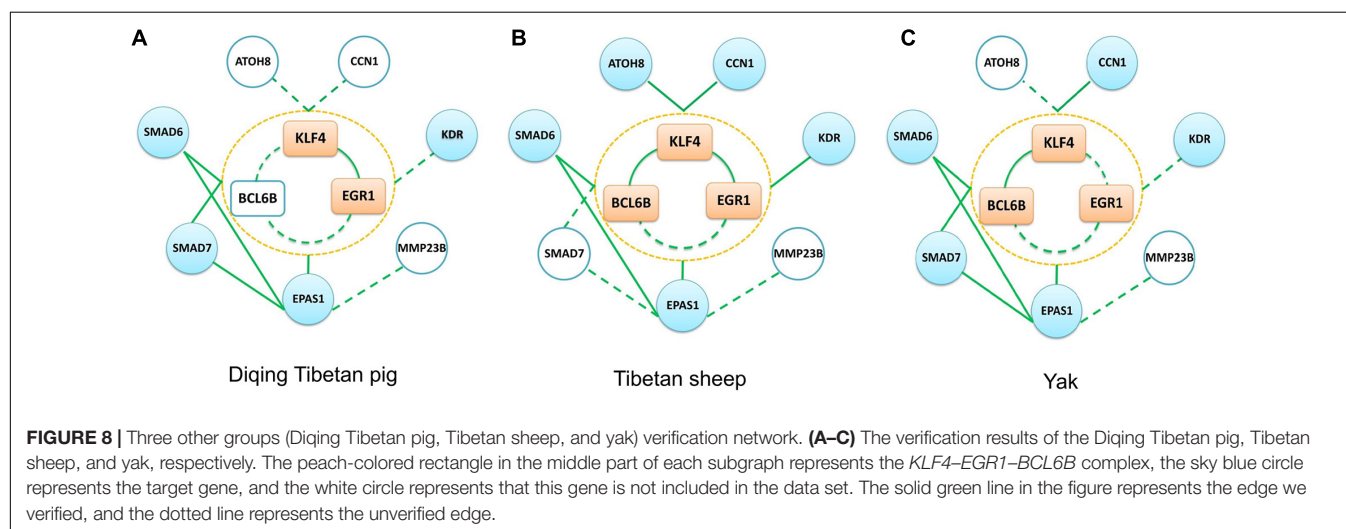 A
B
C
ATOH8
CCN1
SMAD6
KLF4
KDR
BCL6B
EGR1
SMAD7
MMP23B
EPAS1
Diqing Tibetan pig
ATOH8
CCN1
SMAD6
KLF4
KDR
BCL6B
EGR1
SMAD7
MMP23B
EPAS1
Tibetan sheep
ATOH8
CCN1
SMAD6
KLF4
KDR
BCL6B
EGR1
SMAD7
MMP23B
EPAS1
Yak
FIGURE 8 | Three other groups (Diqing Tibetan pig, Tibetan sheep, and yak) verification network. (A–C) The verification results of the Diqing Tibetan pig, Tibetan
sheep, and yak, respectively. The peach-colored rectangle in the middle part of each subgraph represents the KLF4–EGR1–BCL6B complex, the sky blue circle
represents the target gene, and the white circle represents that this gene is not included in the data set. The solid green line in the figure represents the edge we
verified, and the dotted line represents the unverified edge.